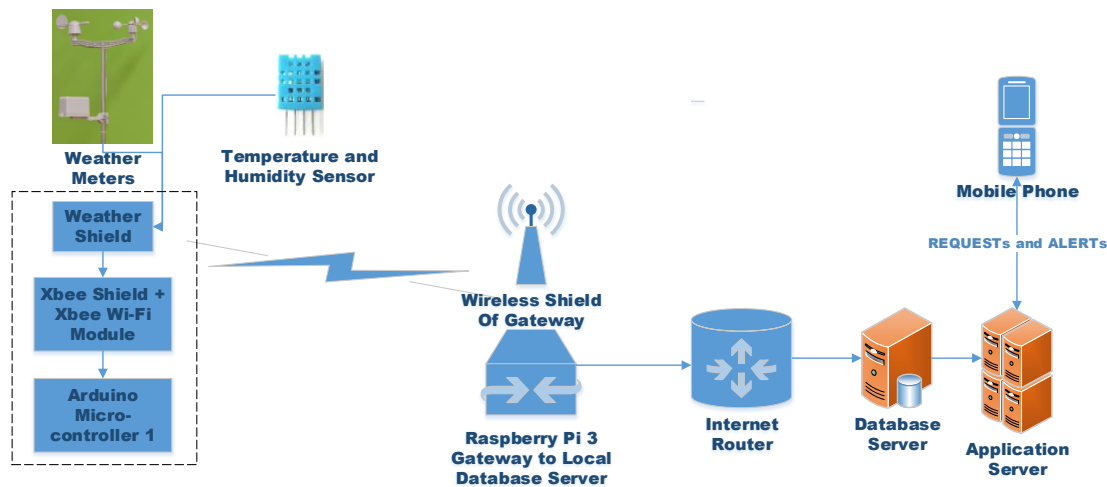 Weather
Meters
Temperature and
Humidity Sensor
Weather
Shield
Xbee Shield +
Xbee Wi-Fi
Module
Arduino
Micro-
controller 1
Wireless Shield
Of Gateway
Raspberry Pi 3
Gateway to Local
Database Server
Internet
Router
Database
Server
Application
Server
Mobile Phone
REQUESTs and ALERTs